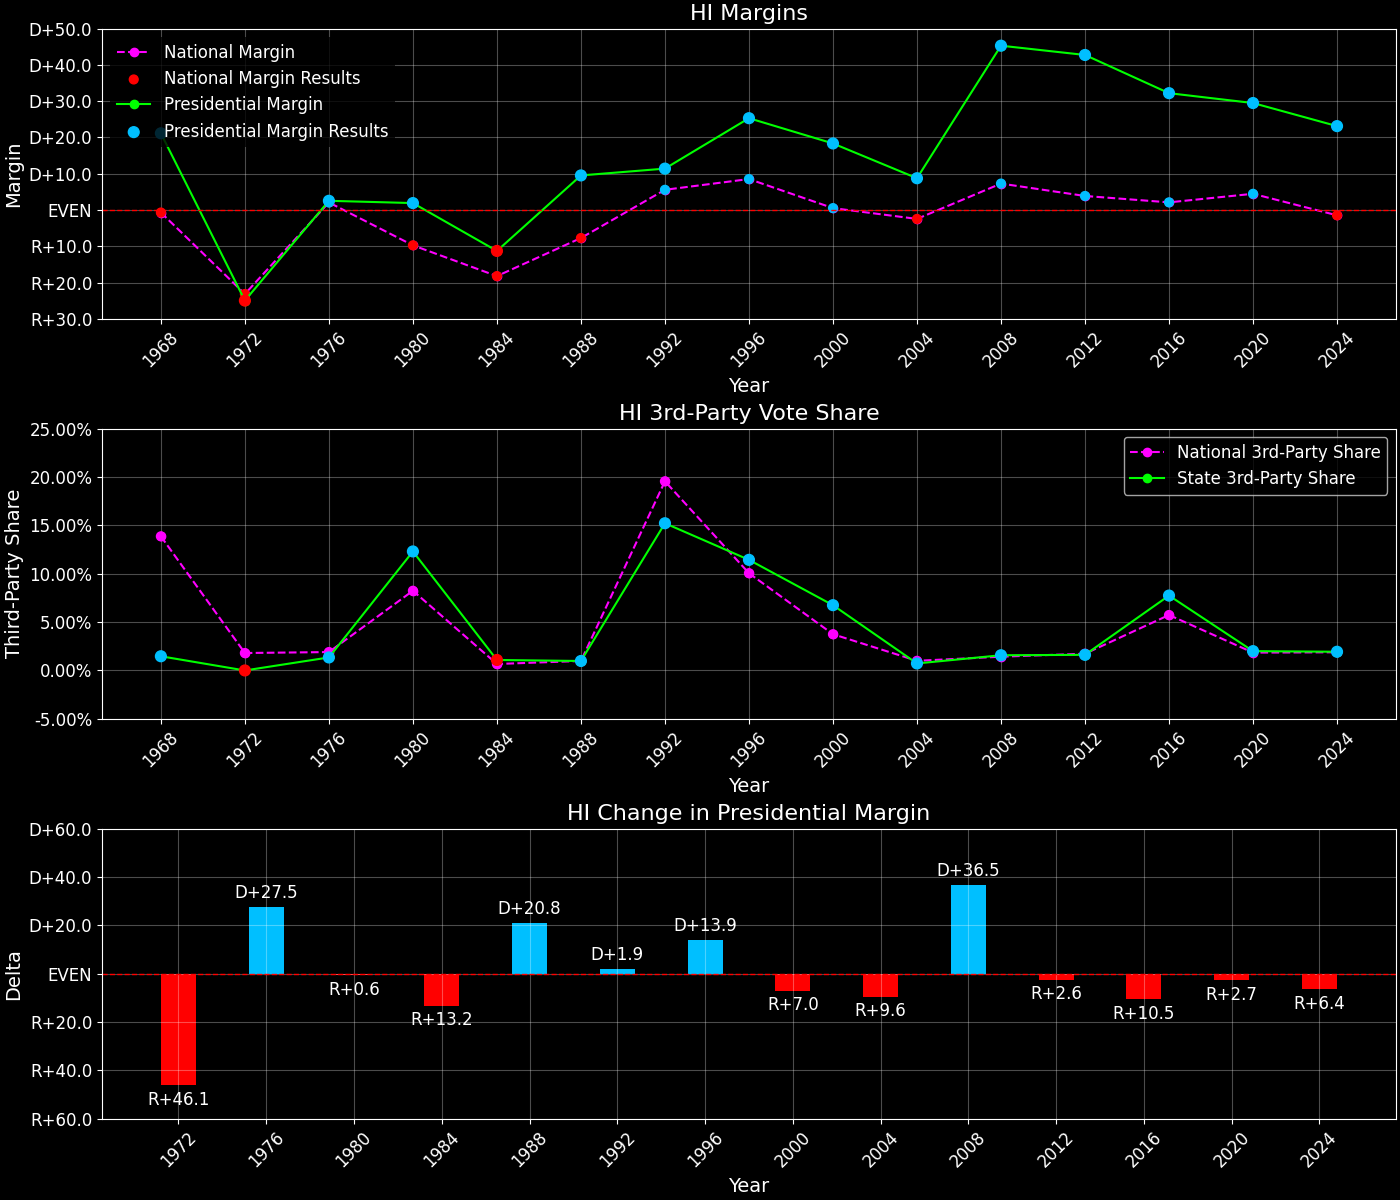 HI Margins
D+50.0
D+40.0
D+30.0
D+20.0
D+10.0
EVEN
R+10.0
R+20.0
R+30.0
Margin
National Margin
National Margin Results
Presidential Margin
Presidential Margin Results
1968 1972 1976 1980 1984 1988 1992 1996 2000 2004 2008 2012 2016 2020 2024
Year
HI 3rd-Party Vote Share
25.00%
20.00%
15.00%
10.00%
5.00%
0.00%
-5.00%
Third-Party Share
National 3rd-Party Share
State 3rd-Party Share
1968 1972 1976 1980 1984 1988 1992 1996 2000 2004 2008 2012 2016 2020 2024
Year
HI Change in Presidential Margin
D+60.0
D+40.0
D+20.0
EVEN
R+20.0
R+40.0
R+60.0
Delta
R+46.1
D+27.5
R+0.6
R+13.2
D+20.8
D+1.9
D+13.9
R+7.0
R+9.6
D+36.5
R+2.6
R+10.5
R+2.7
R+6.4
1972 1976 1980 1984 1988 1992 1996 2000 2004 2008 2012 2016 2020 2024
Year